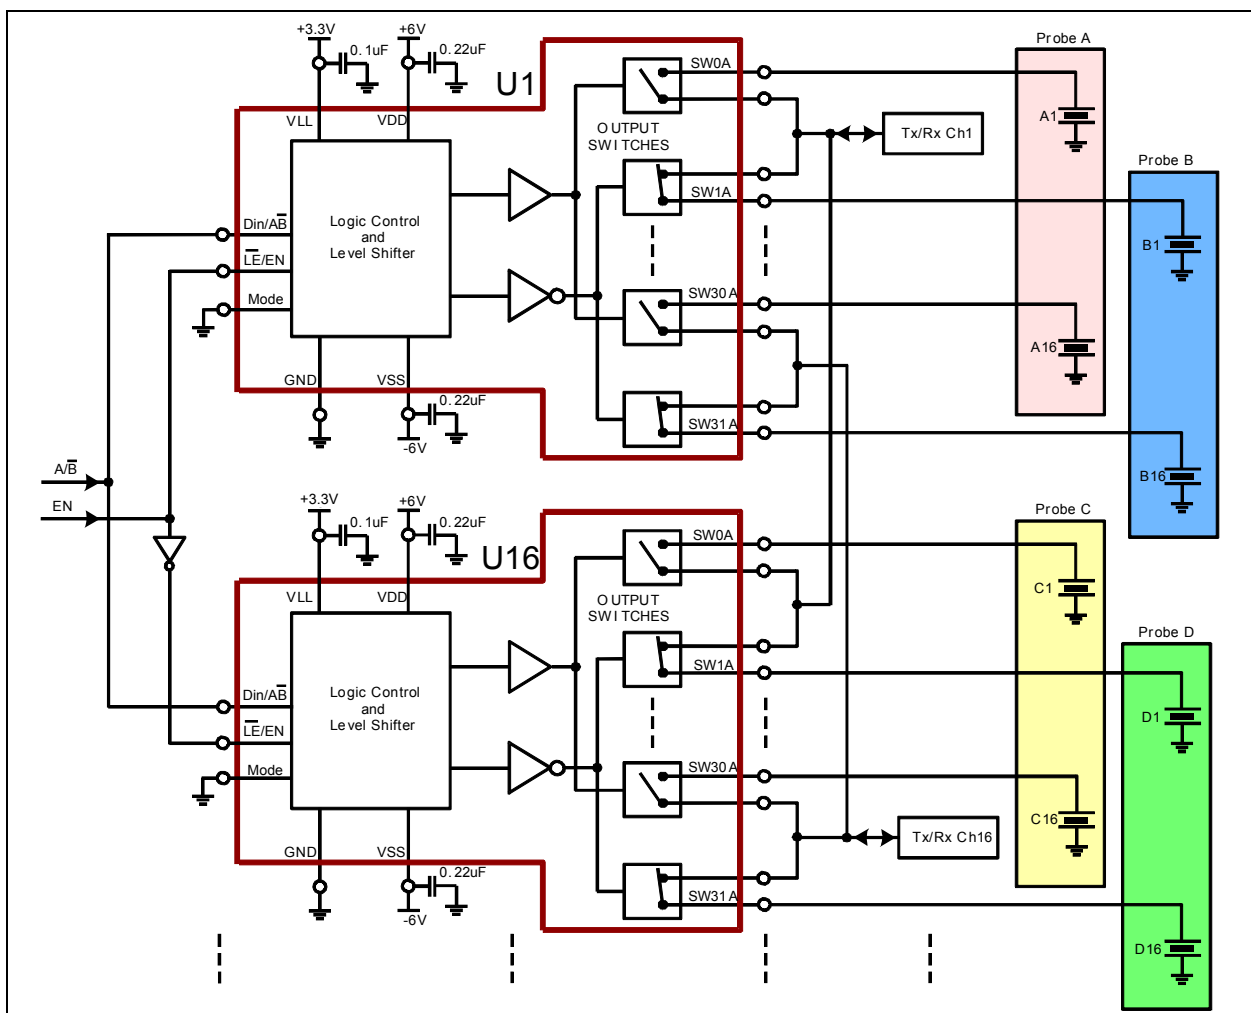 +3.3V
+6V
0.1uF
0.22uF
U1
VLL
VDD
OUTPUT
SWITCHES
SW0A
Tx/Rx Ch1
Probe A
A1
Probe B
Din/AB̅
L̅E̅/EN
Mode
Logic Control
and
Level Shifter
SW1A
B1
SW30A
A16
GND
VSS
0.22uF
-6V
SW31A
B16
A/B̅
EN
+3.3V
+6V
0.1uF
0.22uF
U16
VLL
VDD
OUTPUT
SWITCHES
SW0A
Probe C
C1
Probe D
Din/AB̅
L̅E̅/EN
Mode
Logic Control
and
Level Shifter
SW1A
D1
SW30A
Tx/Rx Ch16
C16
GND
VSS
0.22uF
-6V
SW31A
D16